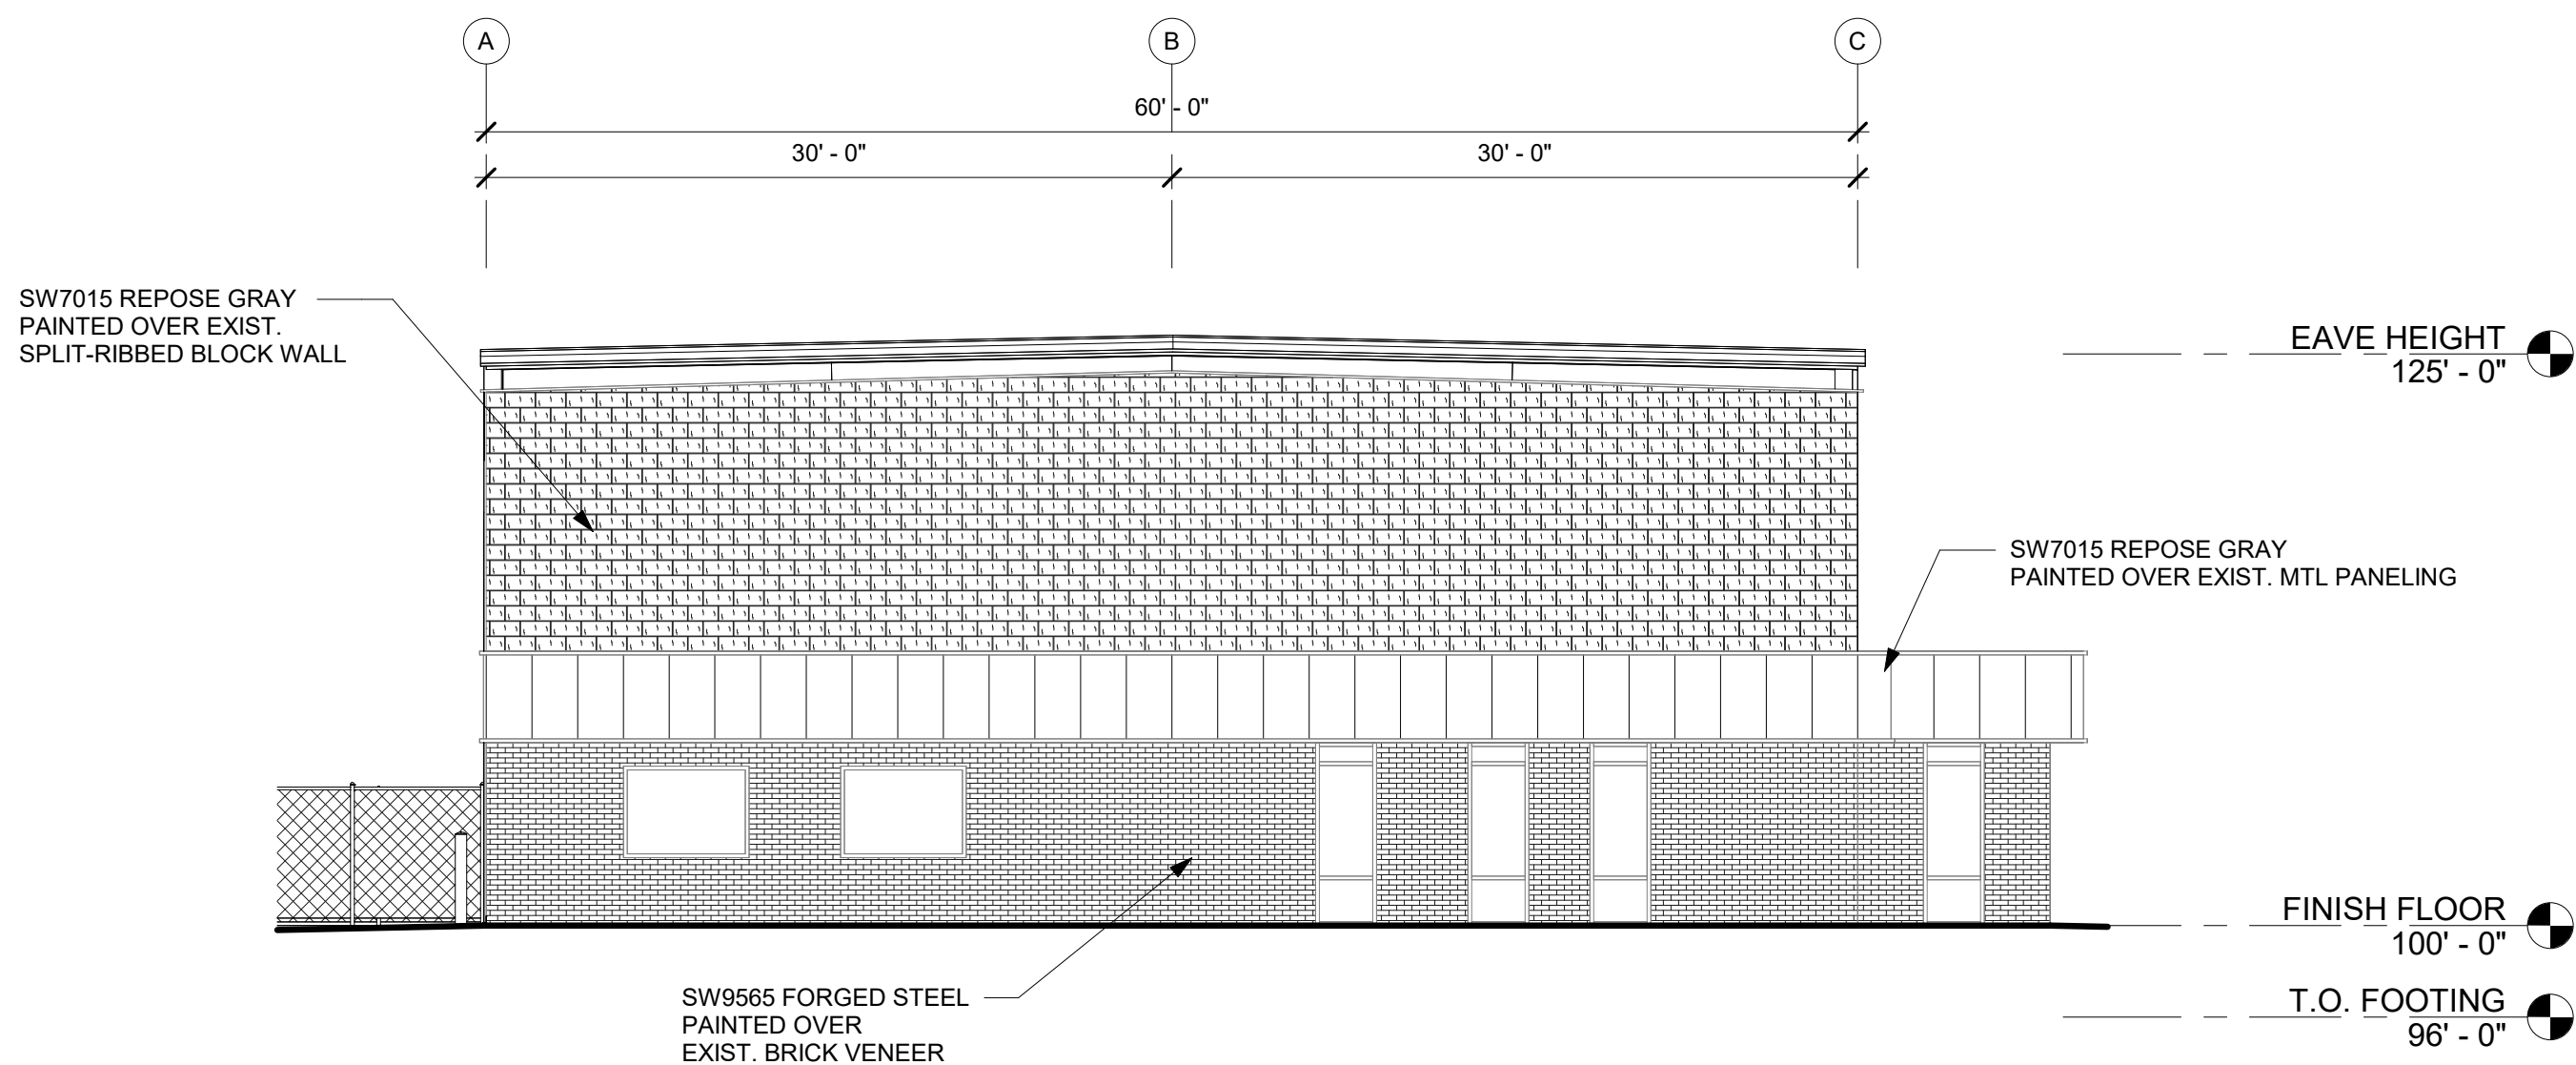 A
B
C
60' - 0"
30' - 0"
30' - 0"
SW7015 REPOSE GRAY
PAINTED OVER EXIST.
SPLIT-RIBBED BLOCK WALL
EAVE HEIGHT
125' - 0"
SW7015 REPOSE GRAY
PAINTED OVER EXIST. MTL PANELING
FINISH FLOOR
100' - 0"
SW9565 FORGED STEEL
PAINTED OVER
EXIST. BRICK VENEER
T.O. FOOTING
96' - 0"